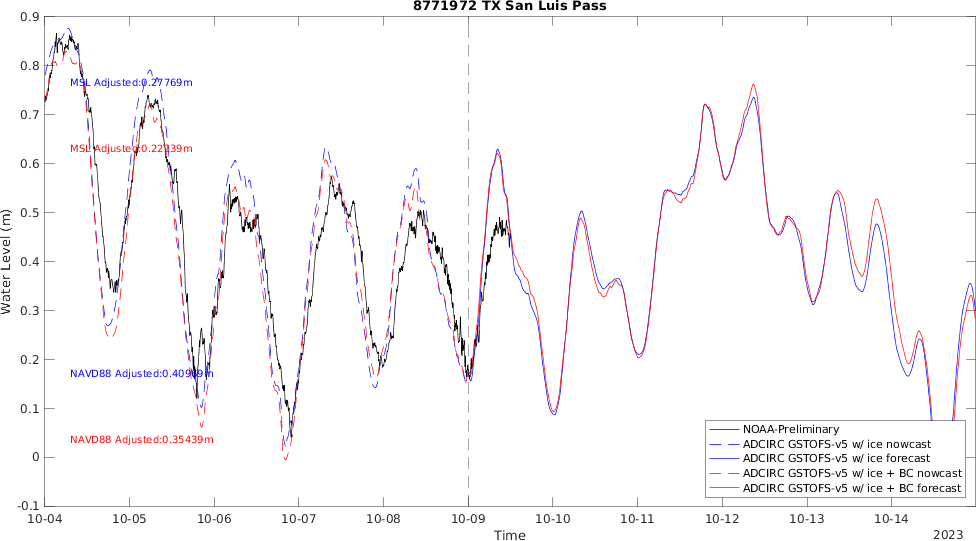 8771972 TX San Luis Pass
Water Level (m)
0.9
0.8
0.7
0.6
0.5
0.4
0.3
0.2
0.1
0
-0.1
MSL Adjusted:0.27769m
MSL Adjusted:0.22239m
NAVD88 Adjusted:0.40909m
NAVD88 Adjusted:0.35439m
NOAA-Preliminary
ADCIRC GSTOFS-v5 w/ ice nowcast
ADCIRC GSTOFS-v5 w/ ice forecast
ADCIRC GSTOFS-v5 w/ ice + BC nowcast
ADCIRC GSTOFS-v5 w/ ice + BC forecast
10-04 10-05 10-06 10-07 10-08 10-09 10-10 10-11 10-12 10-13 10-14
Time
2023